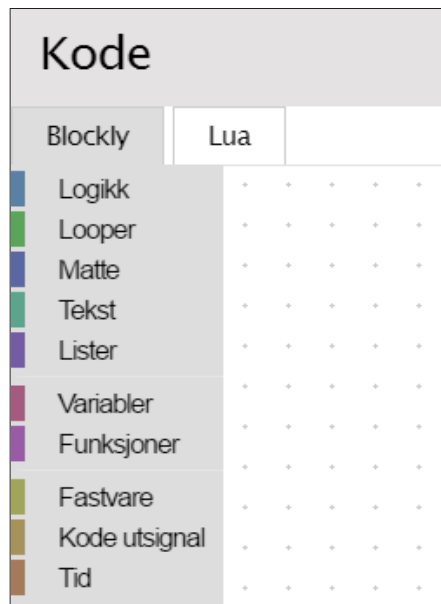 Kode
Blockly Lua
Logikk
Looper
Matte
Tekst
Lister
Variabler
Funksjoner
Fastvare
Kode utsignal
Tid